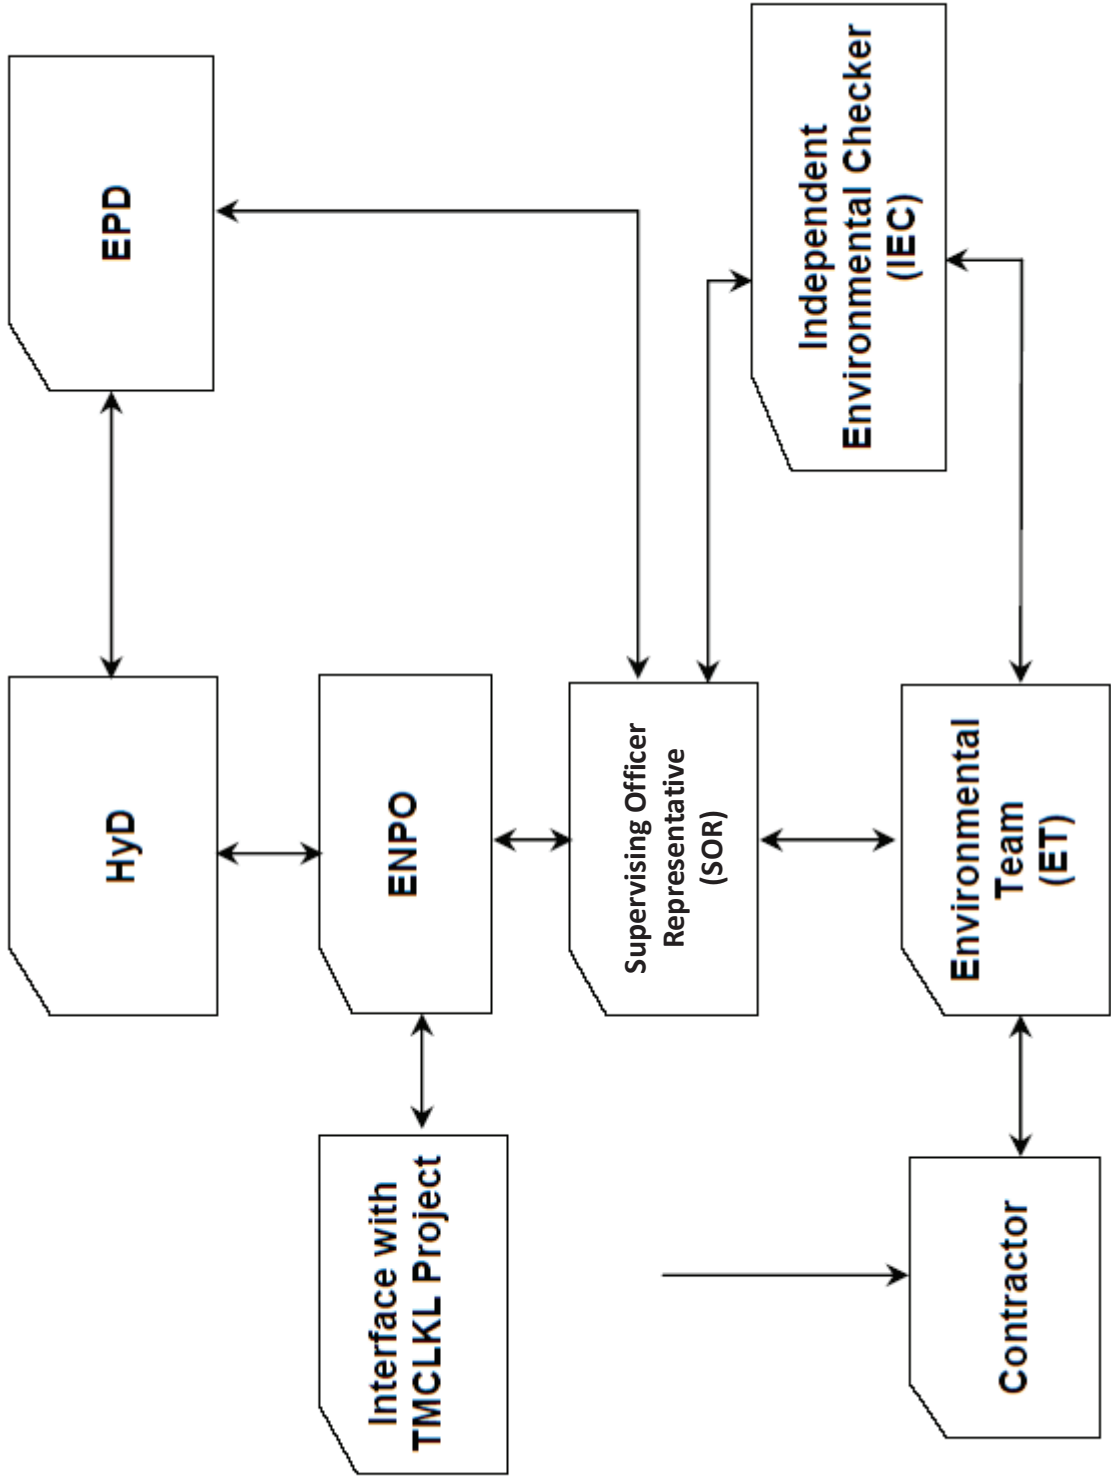 HyD
EPD
Interface with
TMCLKL Project
ENPO
Supervising Officer
Representative
(SOR)
Independent
Environmental Checker
(IEC)
Contractor
Environmental
Team
(ET)